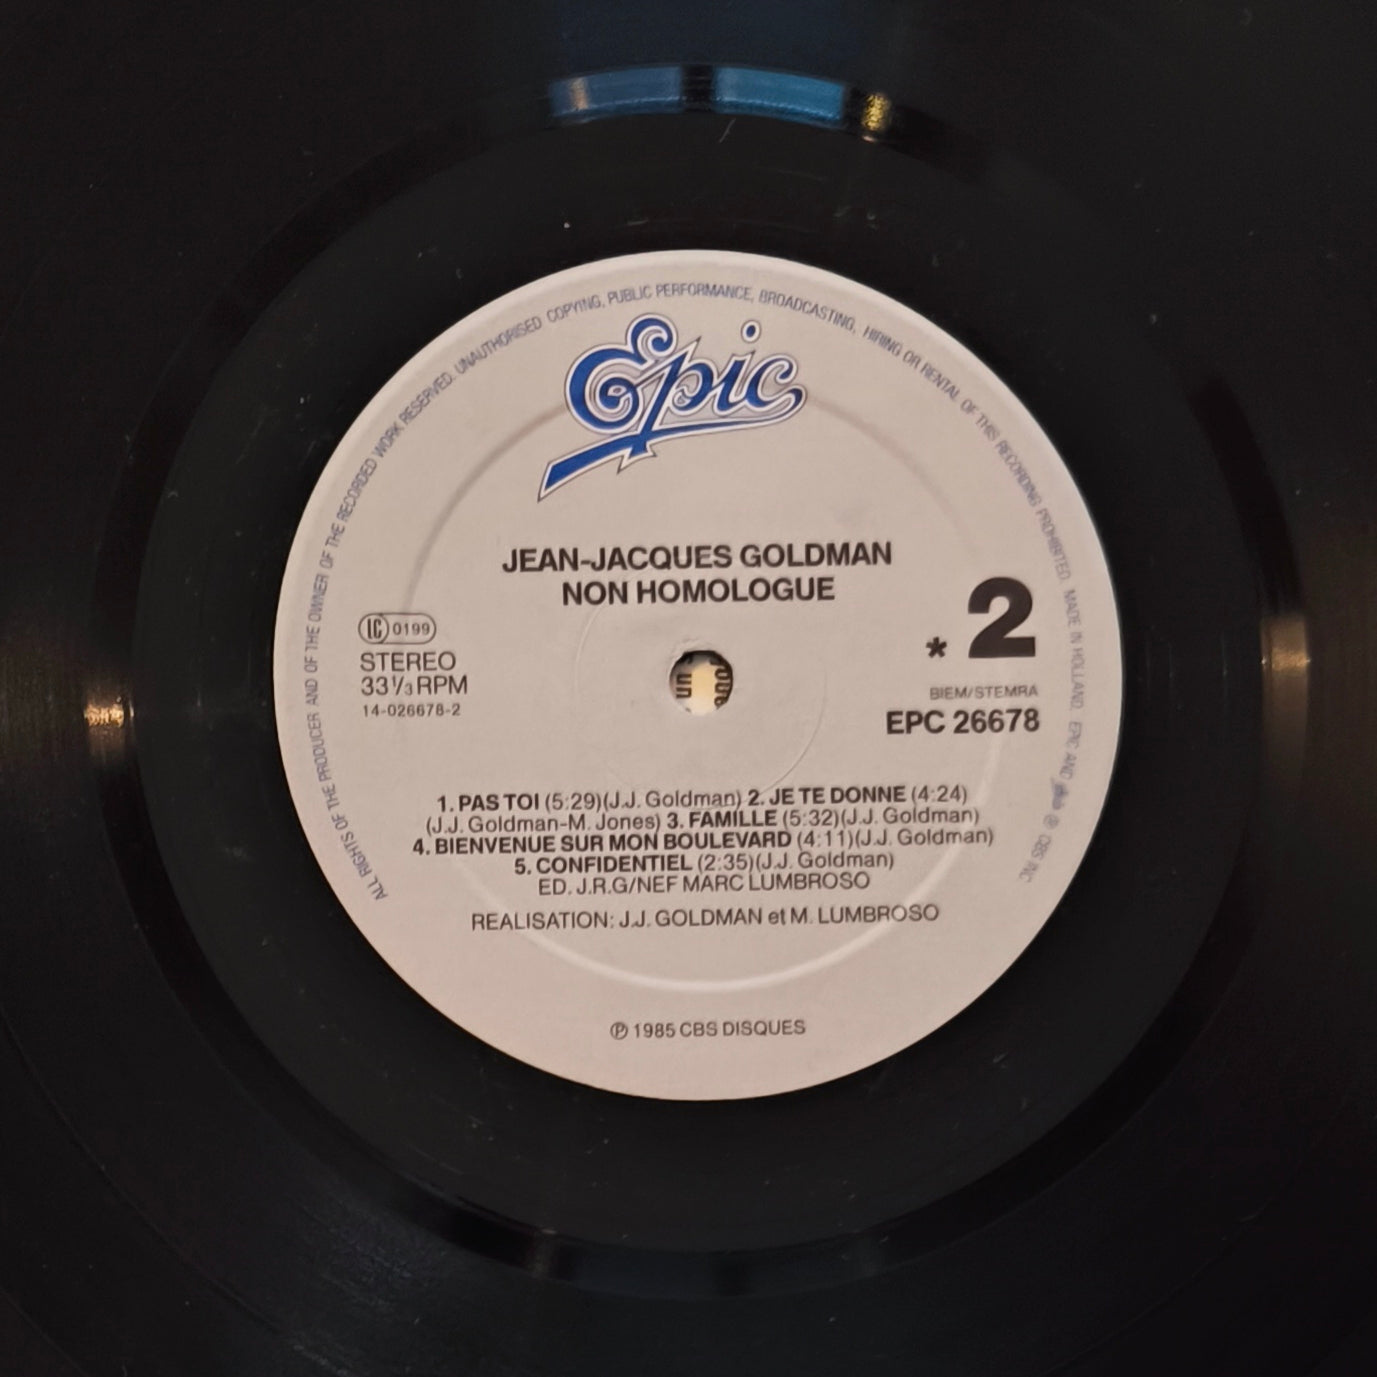 ALL RIGHTS OF THE PRODUCER AND OF THE OWNER OF THE RECORDED WORK RESERVED. UNAUTHORISED COPYING, PUBLIC PERFORMANCE, BROADCASTING, HIRING OR RENTAL OF THIS RECORDING PROHIBITED. MADE IN HOLLAND. EPIC AND ℗ CBS INC
Epic
JEAN-JACQUES GOLDMAN
NON HOMOLOGUE
LC 0199
STEREO
33⅓ RPM
14-026678-2
* 2
BIEM/STEMRA
EPC 26678
1. PAS TOI (5:29)(J.J. Goldman) 2. JE TE DONNE (4:24)
(J.J. Goldman-M. Jones) 3. FAMILLE (5:32)(J.J. Goldman)
4. BIENVENUE SUR MON BOULEVARD (4:11)(J.J. Goldman)
5. CONFIDENTIEL (2:35)(J.J. Goldman)
ED. J.R.G/NEF MARC LUMBROSO
REALISATION: J.J. GOLDMAN et M. LUMBROSO
℗ 1985 CBS DISQUES